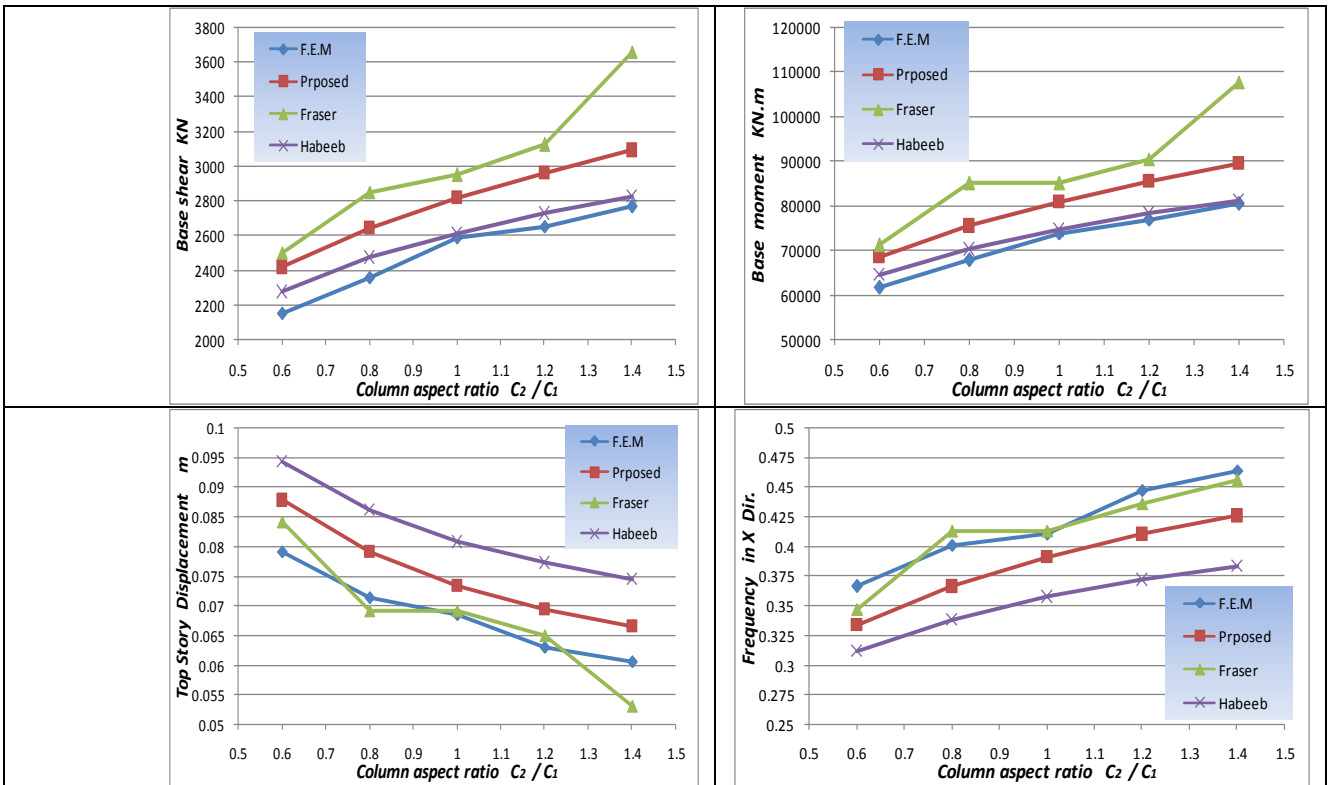 3800
3600
3400
3200
3000
2800
2600
2400
2200
2000
Base shear KN
F.E.M
Prposed
Fraser
Habeeb
0.5 0.6 0.7 0.8 0.9 1 1.1 1.2 1.3 1.4 1.5
Column aspect ratio C2 / C1
120000
110000
100000
90000
80000
70000
60000
50000
Base moment KN.m
F.E.M
Prposed
Fraser
Habeeb
0.5 0.6 0.7 0.8 0.9 1 1.1 1.2 1.3 1.4 1.5
Column aspect ratio C2 / C1
0.1
0.095
0.09
0.085
0.08
0.075
0.07
0.065
0.06
0.055
0.05
Top Story Displacement m
F.E.M
Prposed
Fraser
Habeeb
0.5 0.6 0.7 0.8 0.9 1 1.1 1.2 1.3 1.4 1.5
Column aspect ratio C2 / C1
0.5
0.475
0.45
0.425
0.4
0.375
0.35
0.325
0.3
0.275
0.25
Frequency in X Dir.
F.E.M
Prposed
Fraser
Habeeb
0.5 0.6 0.7 0.8 0.9 1 1.1 1.2 1.3 1.4 1.5
Column aspect ratio C2 / C1